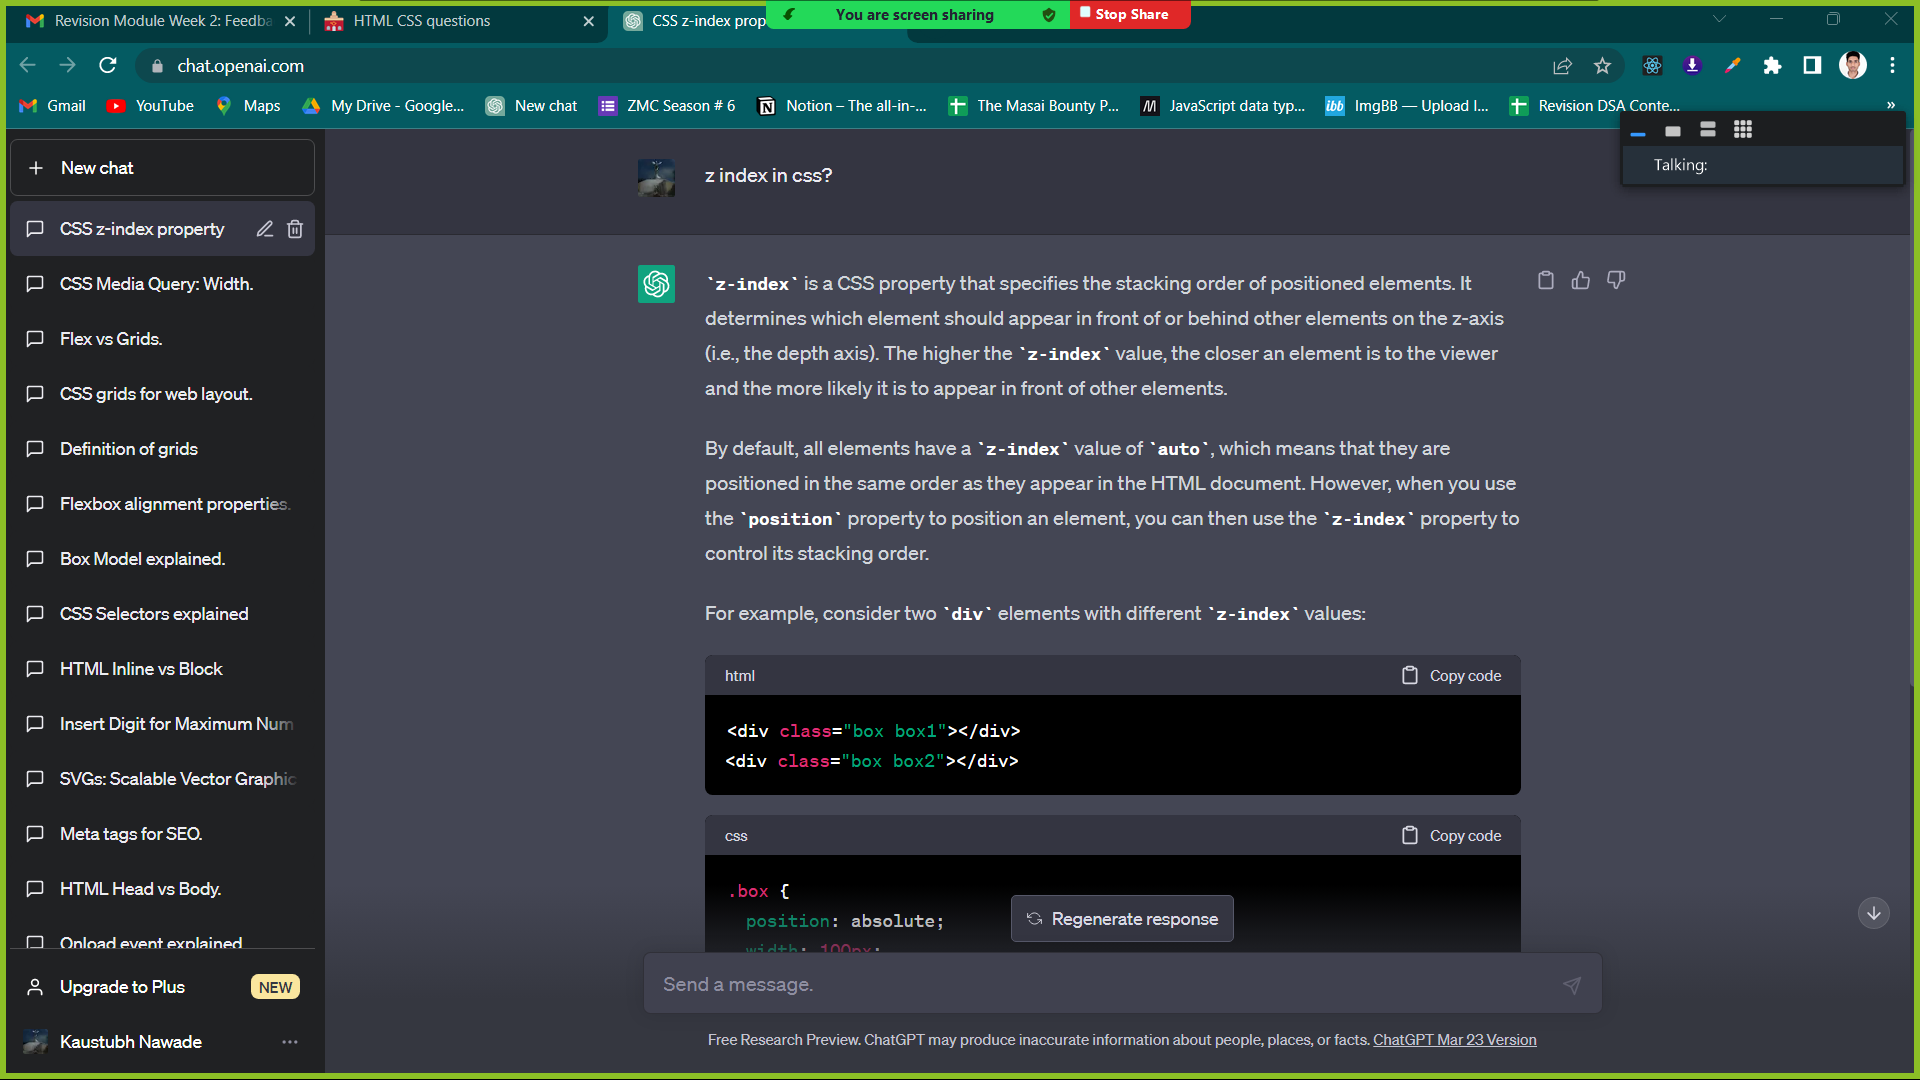 Revision Module Week 2: Feedba
HTML CSS questions
CSS z-index prop
You are screen sharing
Stop Share
chat.openai.com
Gmail
YouTube
Maps
My Drive - Google...
New chat
ZMC Season # 6
Notion – The all-in-...
The Masai Bounty P...
JavaScript data typ...
ImgBB — Upload I...
Revision DSA Conte...
»
Talking:
New chat
CSS z-index property
CSS Media Query: Width.
Flex vs Grids.
CSS grids for web layout.
Definition of grids
Flexbox alignment properties.
Box Model explained.
CSS Selectors explained
HTML Inline vs Block
Insert Digit for Maximum Num
SVGs: Scalable Vector Graphic
Meta tags for SEO.
HTML Head vs Body.
Onload event explained
Upgrade to Plus
NEW
Kaustubh Nawade
z index in css?
`z-index` is a CSS property that specifies the stacking order of positioned elements. It
determines which element should appear in front of or behind other elements on the z-axis
(i.e., the depth axis). The higher the `z-index` value, the closer an element is to the viewer
and the more likely it is to appear in front of other elements.
By default, all elements have a `z-index` value of `auto`, which means that they are
positioned in the same order as they appear in the HTML document. However, when you use
the `position` property to position an element, you can then use the `z-index` property to
control its stacking order.
For example, consider two `div` elements with different `z-index` values:
html
Copy code
<div class="box box1"></div>
<div class="box box2"></div>
css
Copy code
.box {
position: absolute;
width: 100px;
Regenerate response
Send a message.
Free Research Preview. ChatGPT may produce inaccurate information about people, places, or facts. ChatGPT Mar 23 Version